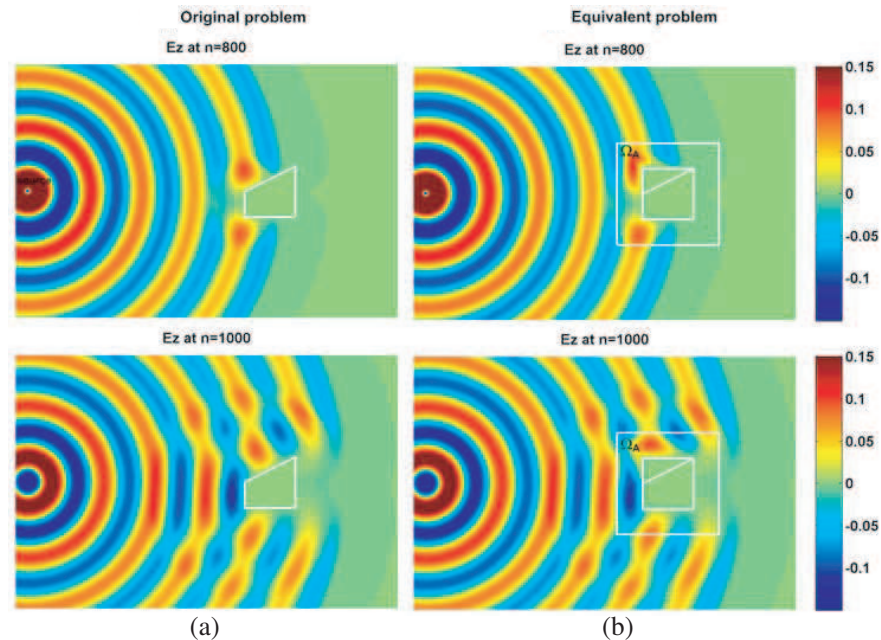 Original problem
Equivalent problem
Ez at n=800
Ez at n=800
Ω_A
0.15
0.1
0.05
0
-0.05
-0.1
Ez at n=1000
Ez at n=1000
Ω_A
0.15
0.1
0.05
0
-0.05
-0.1
(a)
(b)